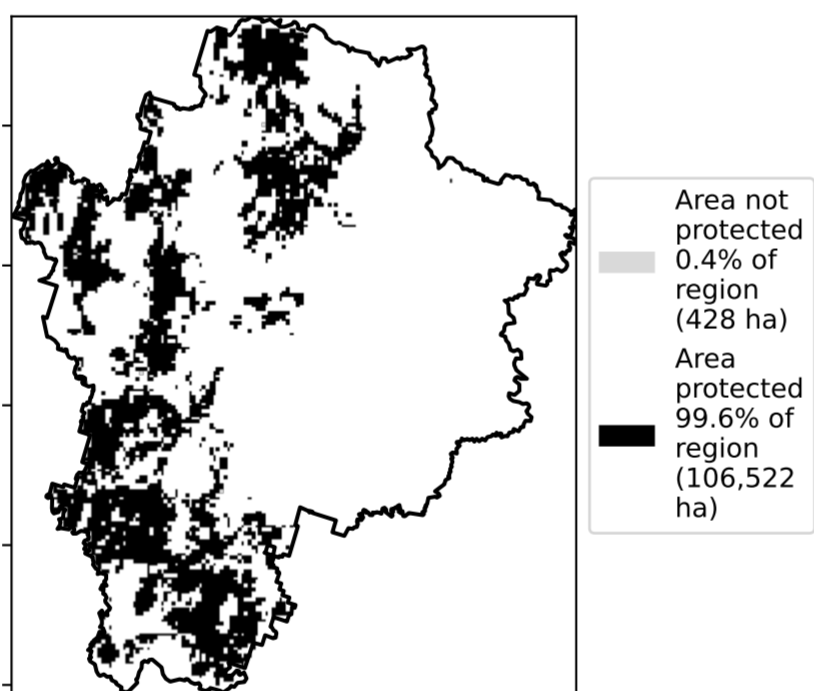 Area not
protected
0.4% of
region
(428 ha)
Area
protected
99.6% of
region
(106,522
ha)